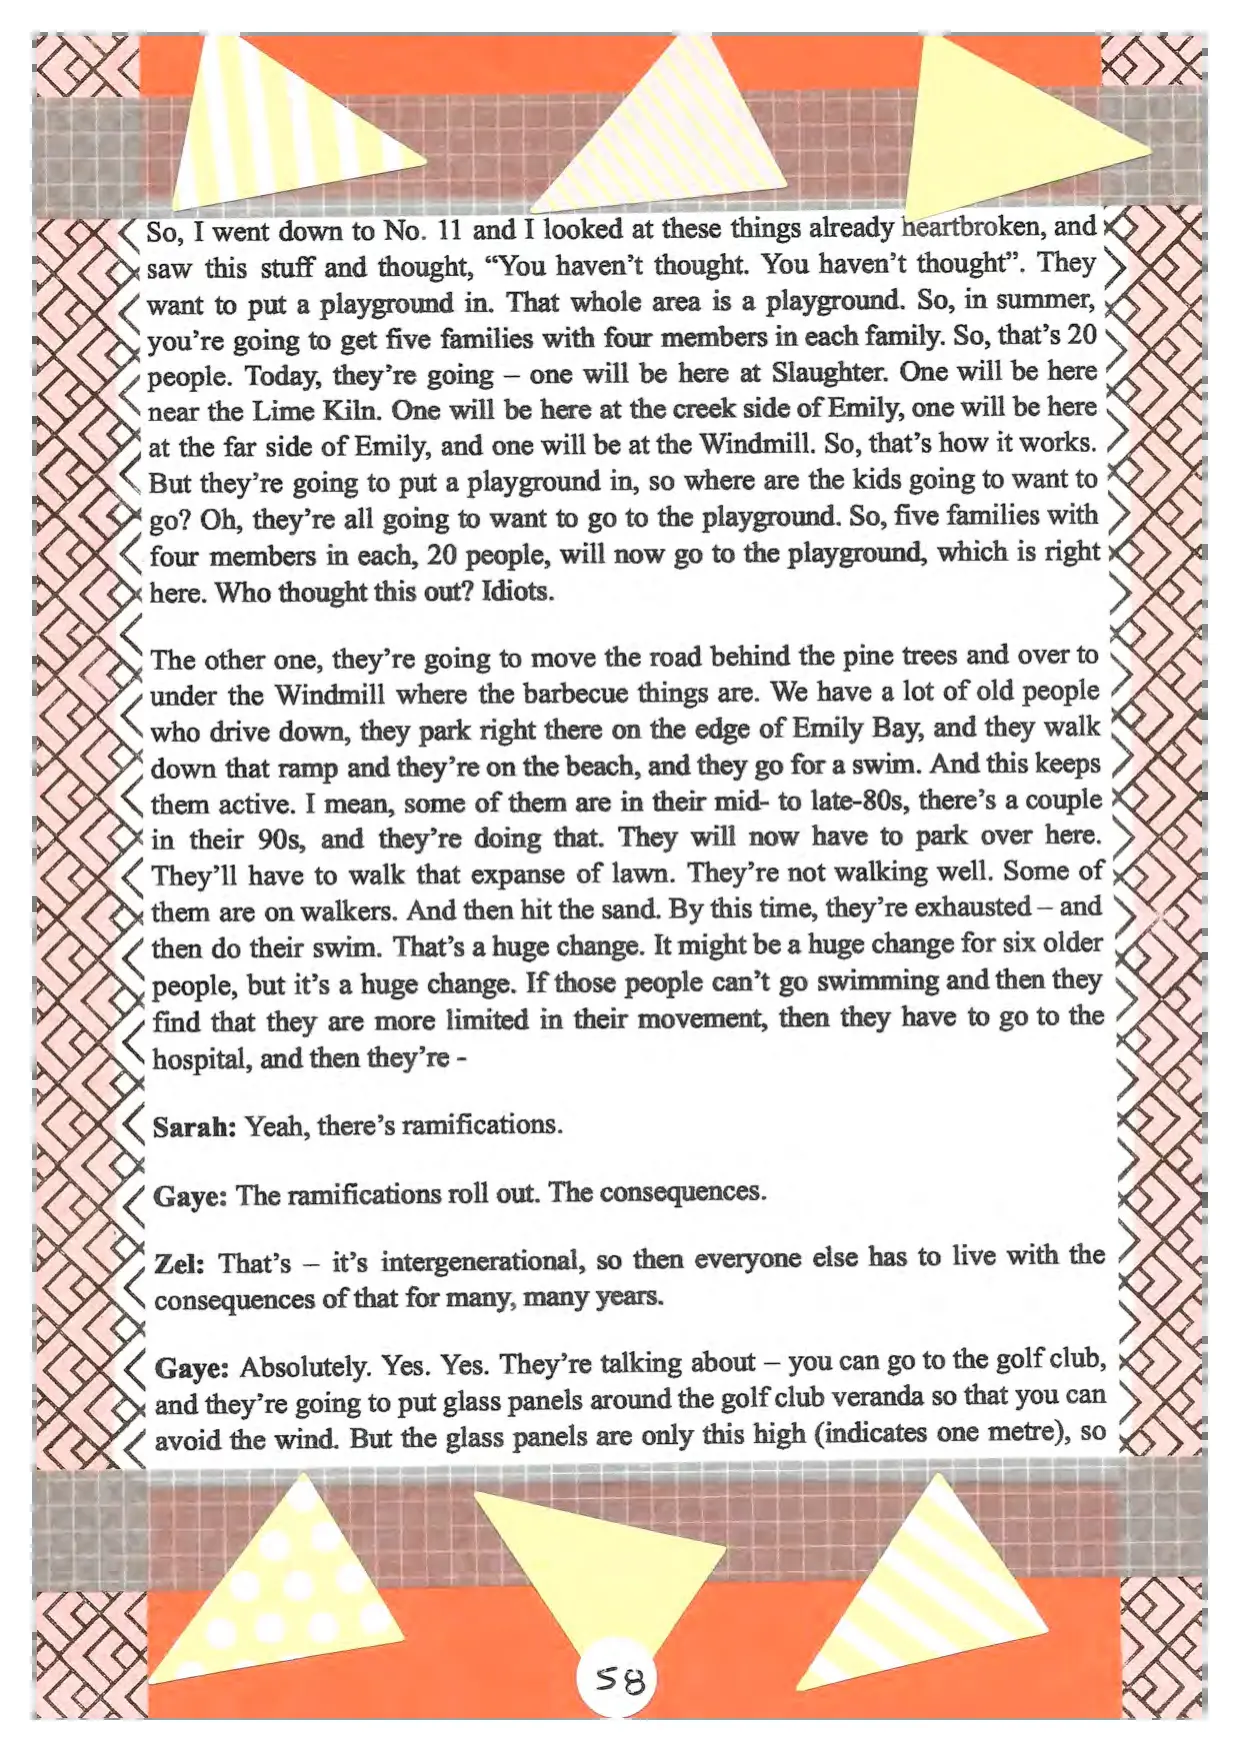 So, I went down to No. 11 and I looked at these things already heartbroken, and
saw this stuff and thought, “You haven’t thought. You haven’t thought”. They
want to put a playground in. That whole area is a playground. So, in summer,
you’re going to get five families with four members in each family. So, that’s 20
people. Today, they’re going – one will be here at Slaughter. One will be here
near the Lime Kiln. One will be here at the creek side of Emily, one will be here
at the far side of Emily, and one will be at the Windmill. So, that’s how it works.
But they’re going to put a playground in, so where are the kids going to want to
go? Oh, they’re all going to want to go to the playground. So, five families with
four members in each, 20 people, will now go to the playground, which is right
here. Who thought this out? Idiots.
The other one, they’re going to move the road behind the pine trees and over to
under the Windmill where the barbecue things are. We have a lot of old people
who drive down, they park right there on the edge of Emily Bay, and they walk
down that ramp and they’re on the beach, and they go for a swim. And this keeps
them active. I mean, some of them are in their mid- to late-80s, there’s a couple
in their 90s, and they’re doing that. They will now have to park over here.
They’ll have to walk that expanse of lawn. They’re not walking well. Some of
them are on walkers. And then hit the sand. By this time, they’re exhausted – and
then do their swim. That’s a huge change. It might be a huge change for six older
people, but it’s a huge change. If those people can’t go swimming and then they
find that they are more limited in their movement, then they have to go to the
hospital, and then they’re -
Sarah: Yeah, there’s ramifications.
Gaye: The ramifications roll out. The consequences.
Zel: That’s – it’s intergenerational, so then everyone else has to live with the
consequences of that for many, many years.
Gaye: Absolutely. Yes. Yes. They’re talking about – you can go to the golf club,
and they’re going to put glass panels around the golf club veranda so that you can
avoid the wind. But the glass panels are only this high (indicates one metre), so
58